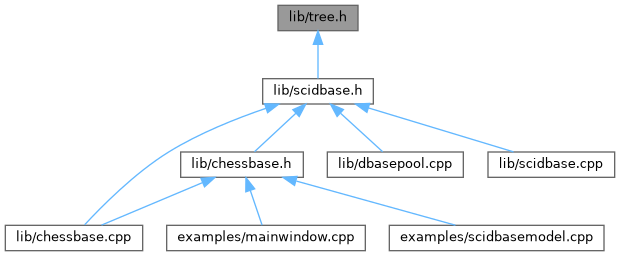 lib/tree.h
lib/scidbase.h
lib/chessbase.h
lib/dbasepool.cpp
lib/scidbase.cpp
lib/chessbase.cpp
examples/mainwindow.cpp
examples/scidbasemodel.cpp